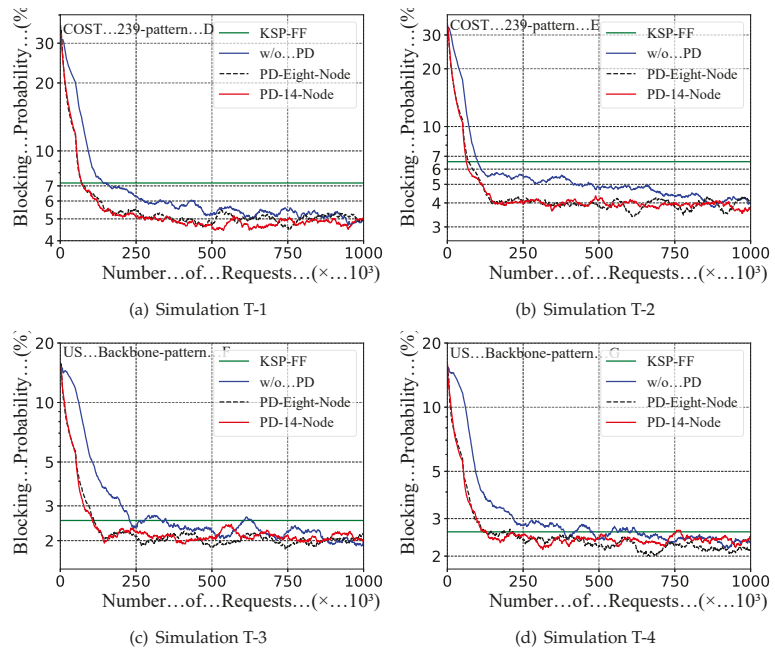 COST...239-pattern...D
KSP-FF
w/o...PD
PD-Eight-Node
PD-14-Node
Blocking...Probability...(%
30
10
7
6
5
4
0 250 500 750 1000
Number...of...Requests...(×...10³)
(a) Simulation T-1
COST...239-pattern...E
KSP-FF
w/o...PD
PD-Eight-Node
PD-14-Node
Blocking...Probability...(%
30
10
7
6
5
4
3
0 250 500 750 1000
Number...of...Requests...(×...10³)
(b) Simulation T-2
US...Backbone-pattern...F
KSP-FF
w/o...PD
PD-Eight-Node
PD-14-Node
Blocking...Probability...(%)
20
10
5
3
2
0 250 500 750 1000
Number...of...Requests...(×...10³)
(c) Simulation T-3
US...Backbone-pattern...G
KSP-FF
w/o...PD
PD-Eight-Node
PD-14-Node
Blocking...Probability...(%)
20
10
5
3
2
0 250 500 750 1000
Number...of...Requests...(×...10³)
(d) Simulation T-4